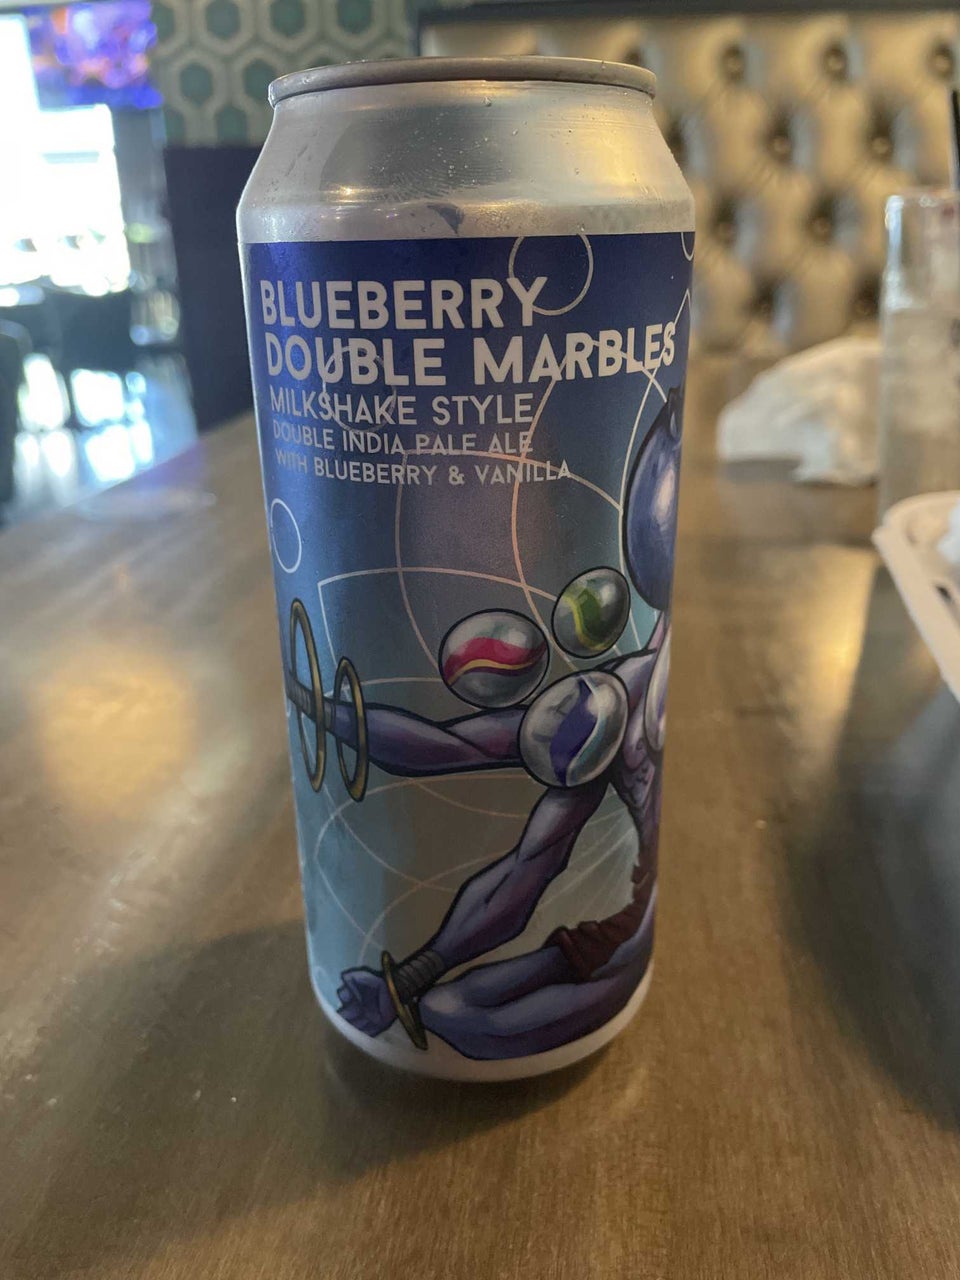 BLUEBERRY
DOUBLE MARBLES
MILKSHAKE STYLE
DOUBLE INDIA PALE ALE
WITH BLUEBERRY & VANILLA